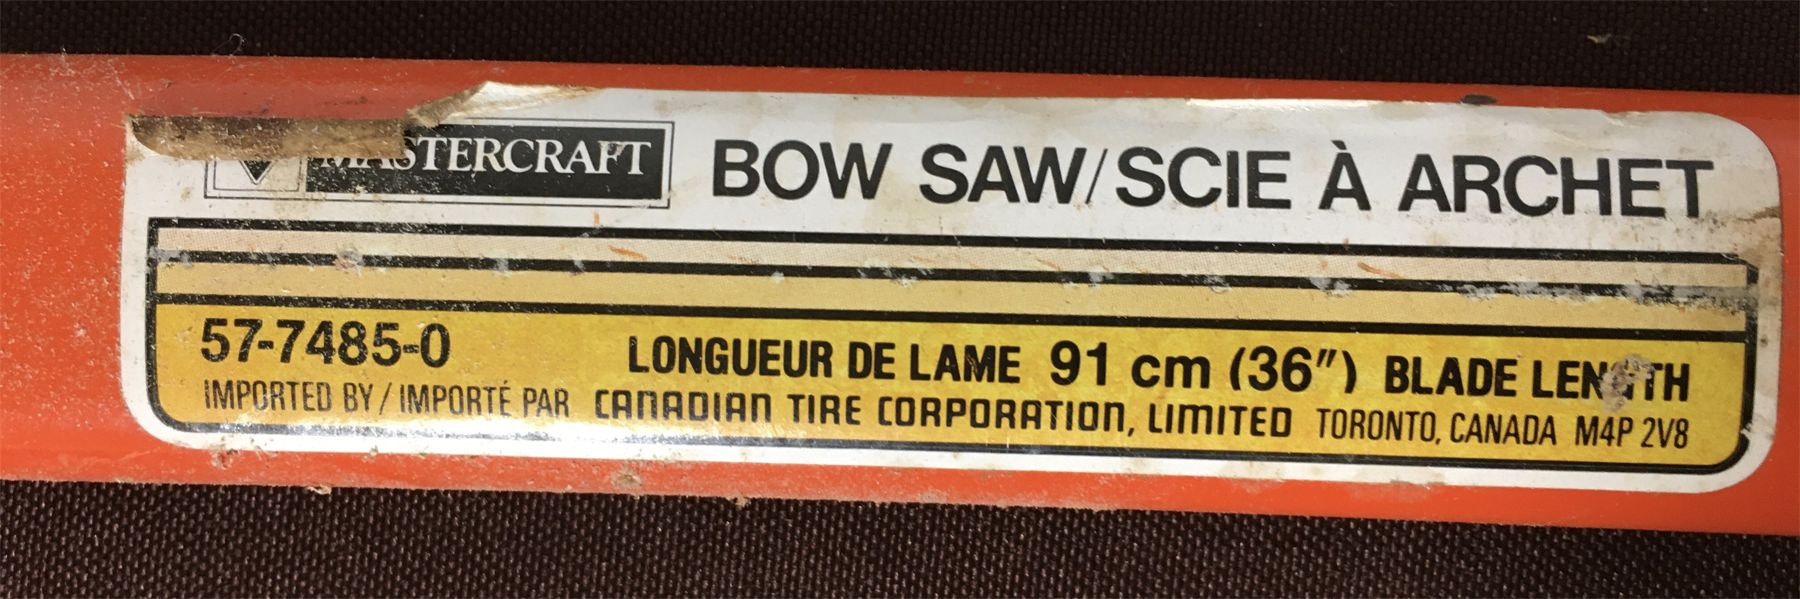 MASTERCRAFT BOW SAW/SCIE À ARCHET
57-7485-0 LONGUEUR DE LAME 91 cm (36") BLADE LENGTH
IMPORTED BY / IMPORTÉ PAR CANADIAN TIRE CORPORATION, LIMITED TORONTO, CANADA M4P 2V8